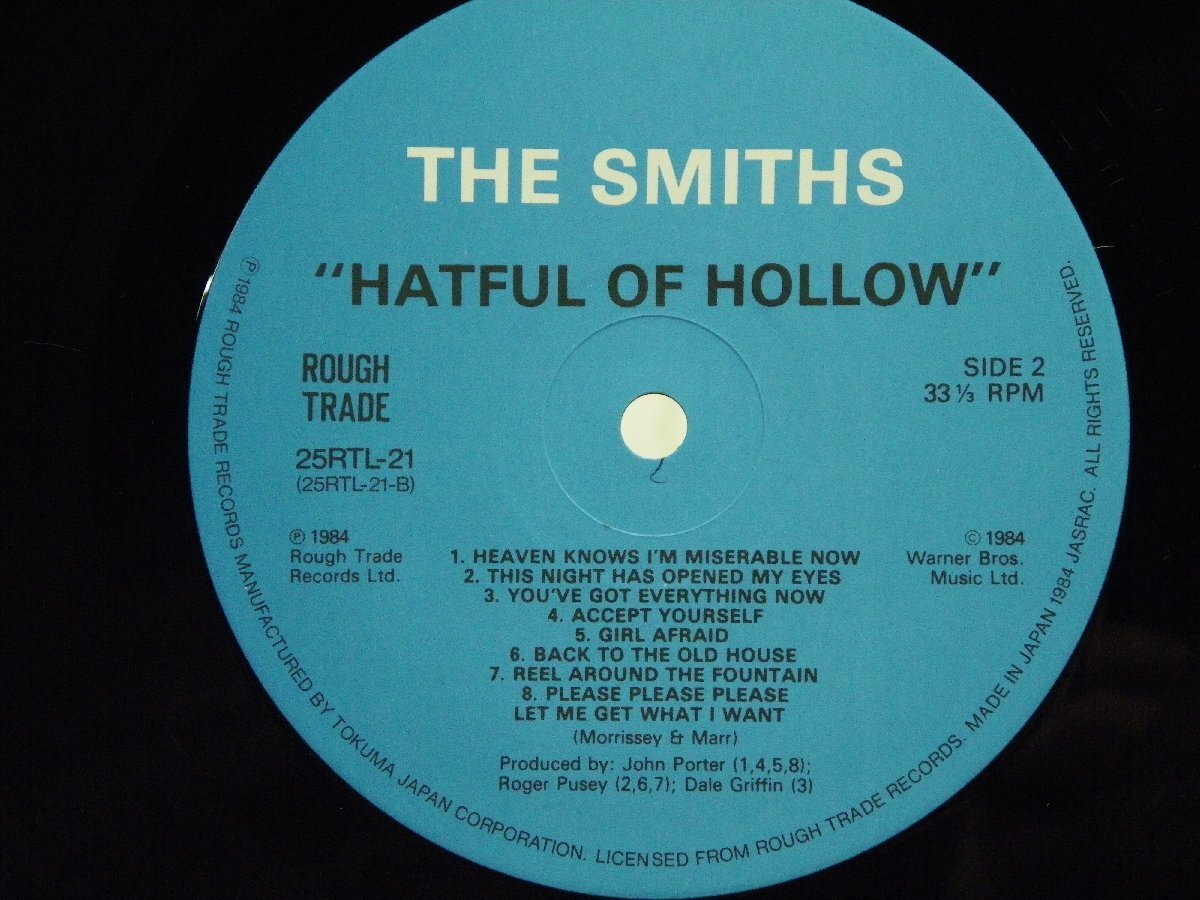 THE SMITHS
"HATFUL OF HOLLOW"
ROUGH
TRADE
25RTL-21
(25RTL-21-B)
SIDE 2
33 ⅓ RPM
℗ 1984
Rough Trade
Records Ltd.
© 1984
Warner Bros.
Music Ltd.
1. HEAVEN KNOWS I'M MISERABLE NOW
2. THIS NIGHT HAS OPENED MY EYES
3. YOU'VE GOT EVERYTHING NOW
4. ACCEPT YOURSELF
5. GIRL AFRAID
6. BACK TO THE OLD HOUSE
7. REEL AROUND THE FOUNTAIN
8. PLEASE PLEASE PLEASE
LET ME GET WHAT I WANT
(Morrissey & Marr)
Produced by: John Porter (1,4,5,8);
Roger Pusey (2,6,7); Dale Griffin (3)
℗ 1984 ROUGH TRADE RECORDS MANUFACTURED BY TOKUMA JAPAN CORPORATION. LICENSED FROM ROUGH TRADE RECORDS. MADE IN JAPAN 1984 JASRAC. ALL RIGHTS RESERVED.